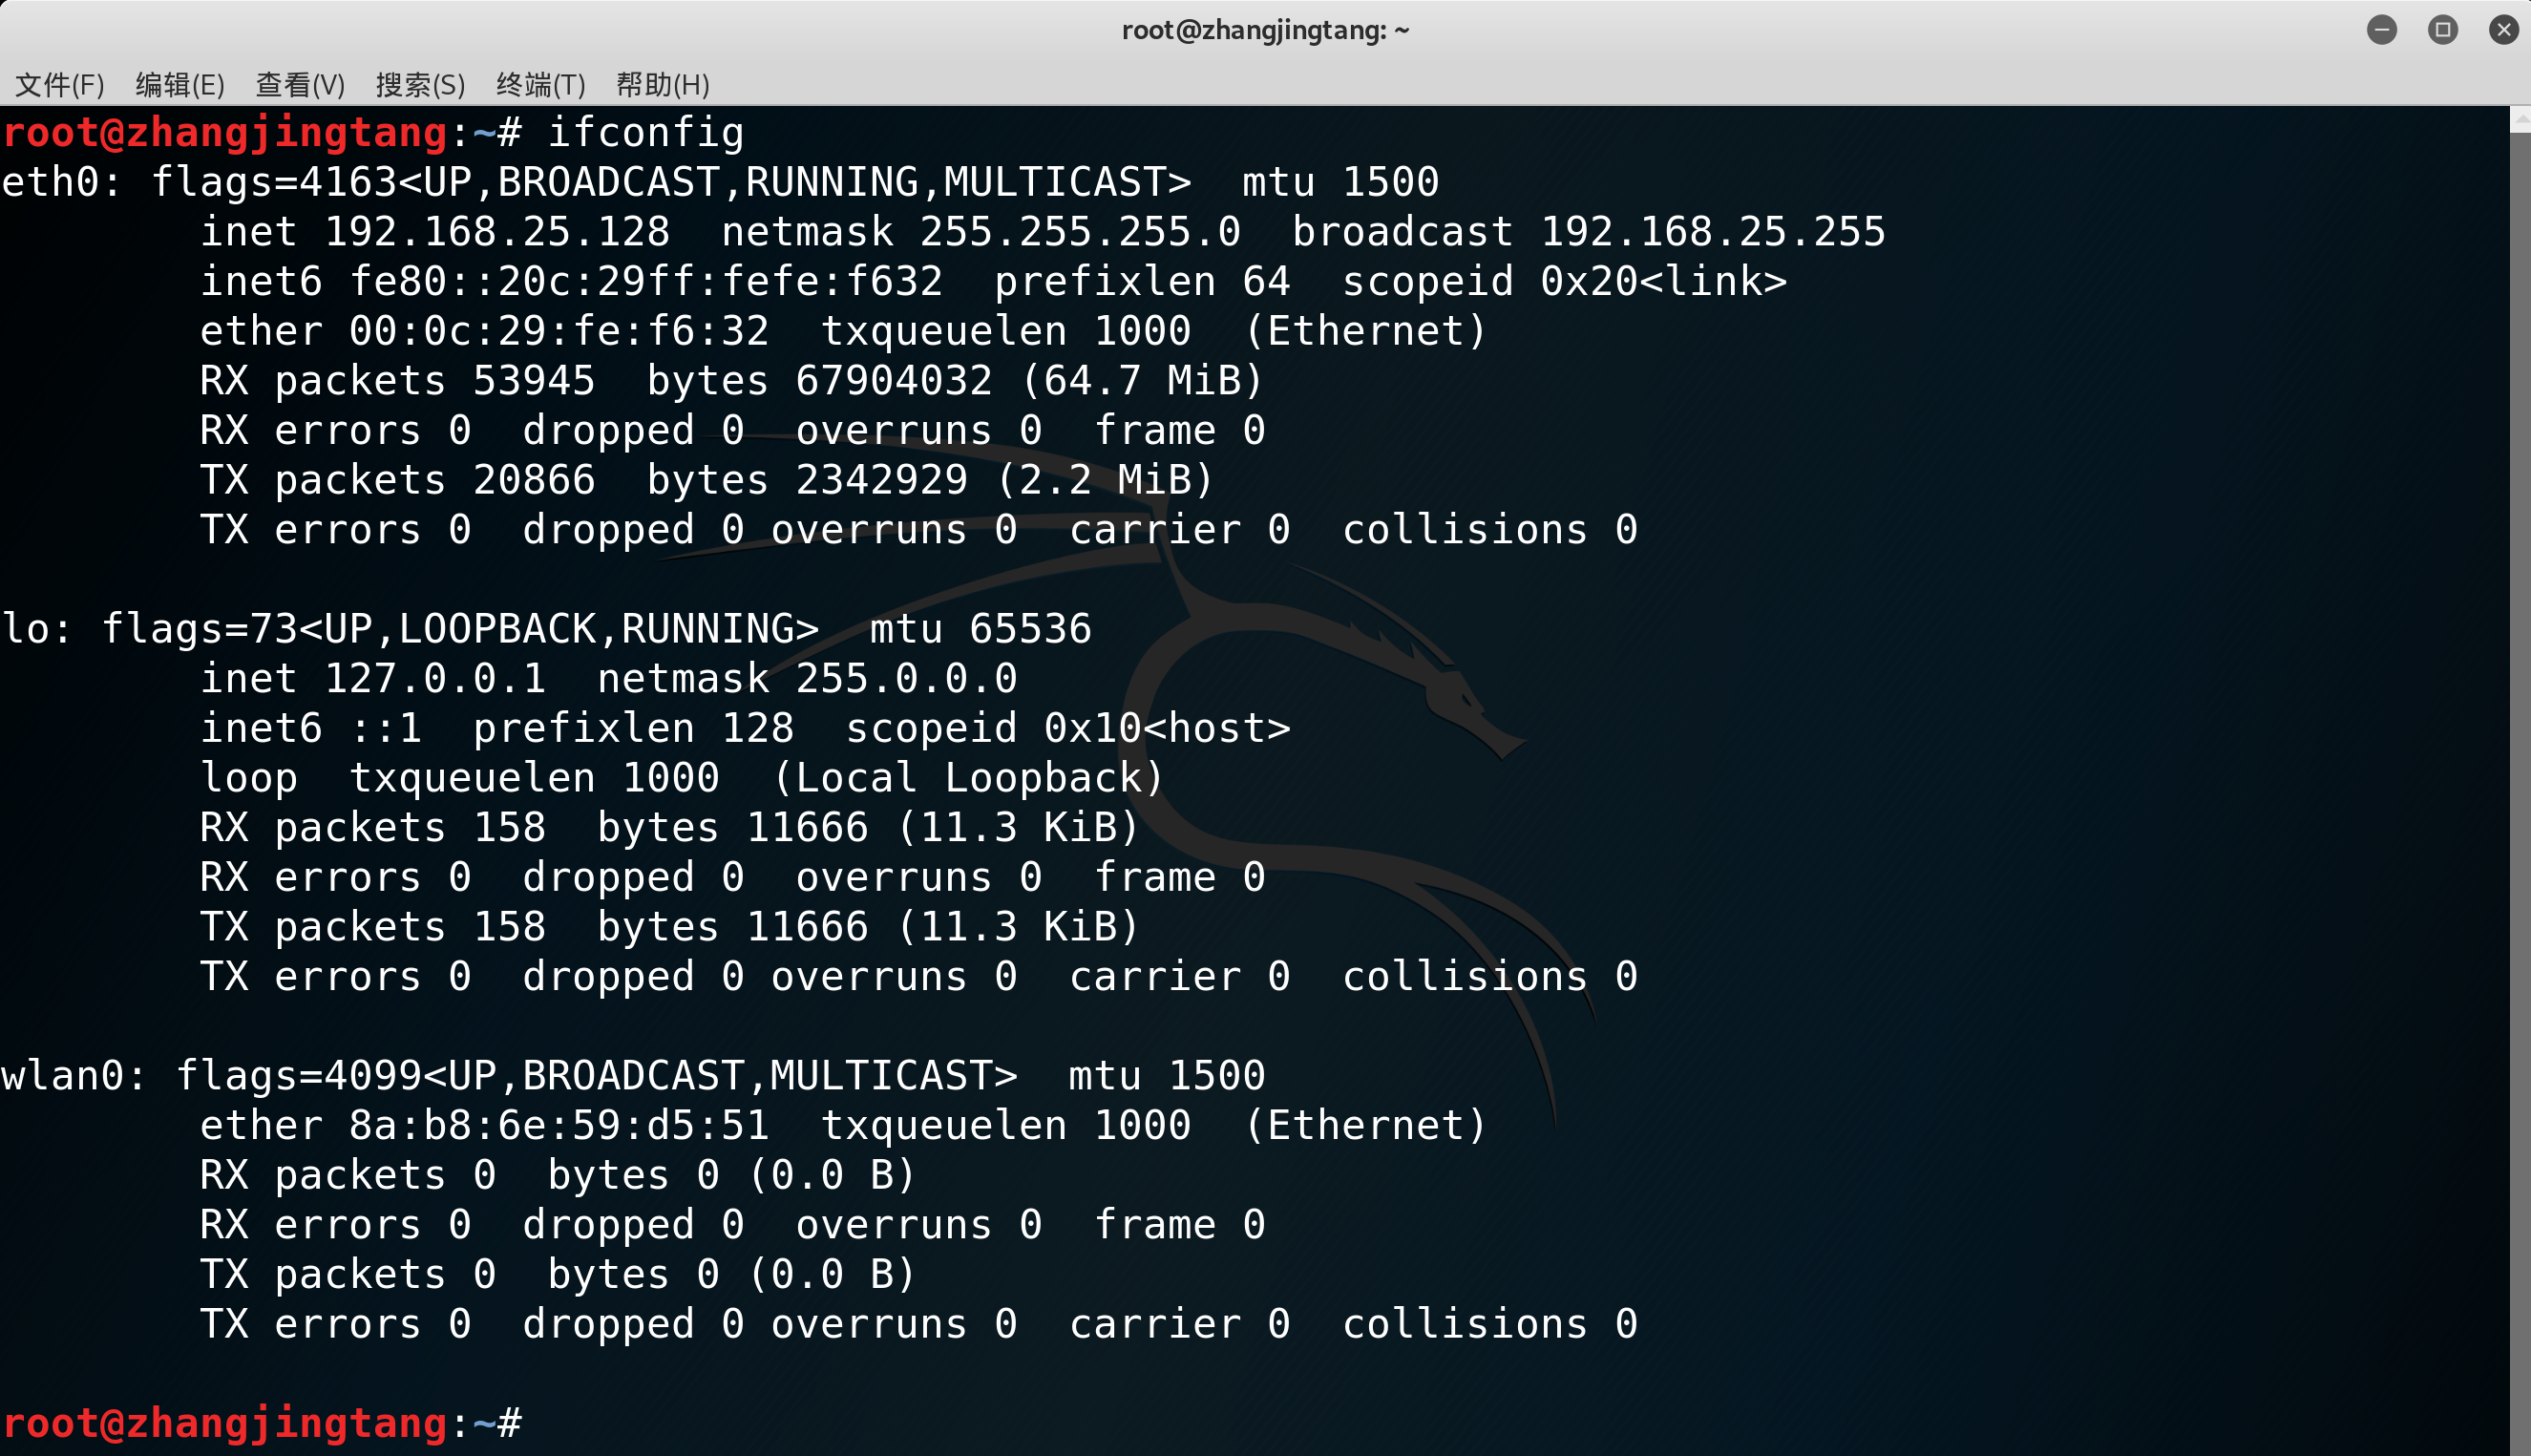 root@zhangjingtang: ~
文件(F) 编辑(E) 查看(V) 搜索(S) 终端(T) 帮助(H)
root@zhangjingtang:~# ifconfig
eth0: flags=4163<UP,BROADCAST,RUNNING,MULTICAST>  mtu 1500
        inet 192.168.25.128  netmask 255.255.255.0  broadcast 192.168.25.255
        inet6 fe80::20c:29ff:fefe:f632  prefixlen 64  scopeid 0x20<link>
        ether 00:0c:29:fe:f6:32  txqueuelen 1000  (Ethernet)
        RX packets 53945  bytes 67904032 (64.7 MiB)
        RX errors 0  dropped 0  overruns 0  frame 0
        TX packets 20866  bytes 2342929 (2.2 MiB)
        TX errors 0  dropped 0 overruns 0  carrier 0  collisions 0

lo: flags=73<UP,LOOPBACK,RUNNING>  mtu 65536
        inet 127.0.0.1  netmask 255.0.0.0
        inet6 ::1  prefixlen 128  scopeid 0x10<host>
        loop  txqueuelen 1000  (Local Loopback)
        RX packets 158  bytes 11666 (11.3 KiB)
        RX errors 0  dropped 0  overruns 0  frame 0
        TX packets 158  bytes 11666 (11.3 KiB)
        TX errors 0  dropped 0 overruns 0  carrier 0  collisions 0

wlan0: flags=4099<UP,BROADCAST,MULTICAST>  mtu 1500
        ether 8a:b8:6e:59:d5:51  txqueuelen 1000  (Ethernet)
        RX packets 0  bytes 0 (0.0 B)
        RX errors 0  dropped 0  overruns 0  frame 0
        TX packets 0  bytes 0 (0.0 B)
        TX errors 0  dropped 0 overruns 0  carrier 0  collisions 0

root@zhangjingtang:~#